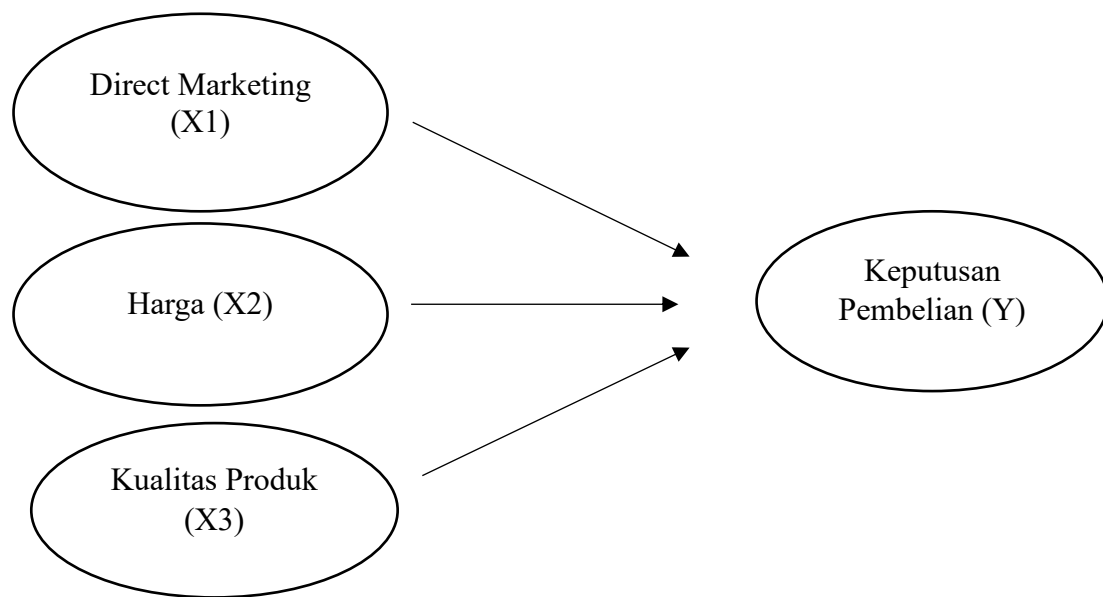 Direct Marketing
(X1)
Harga (X2)
Kualitas Produk
(X3)
Keputusan
Pembelian (Y)